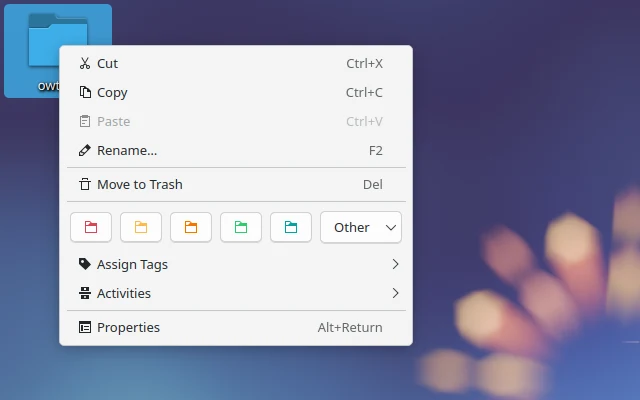 Cut Ctrl+X
Copy Ctrl+C
Paste Ctrl+V
Rename... F2
Move to Trash Del
Other
Assign Tags
Activities
Properties Alt+Return